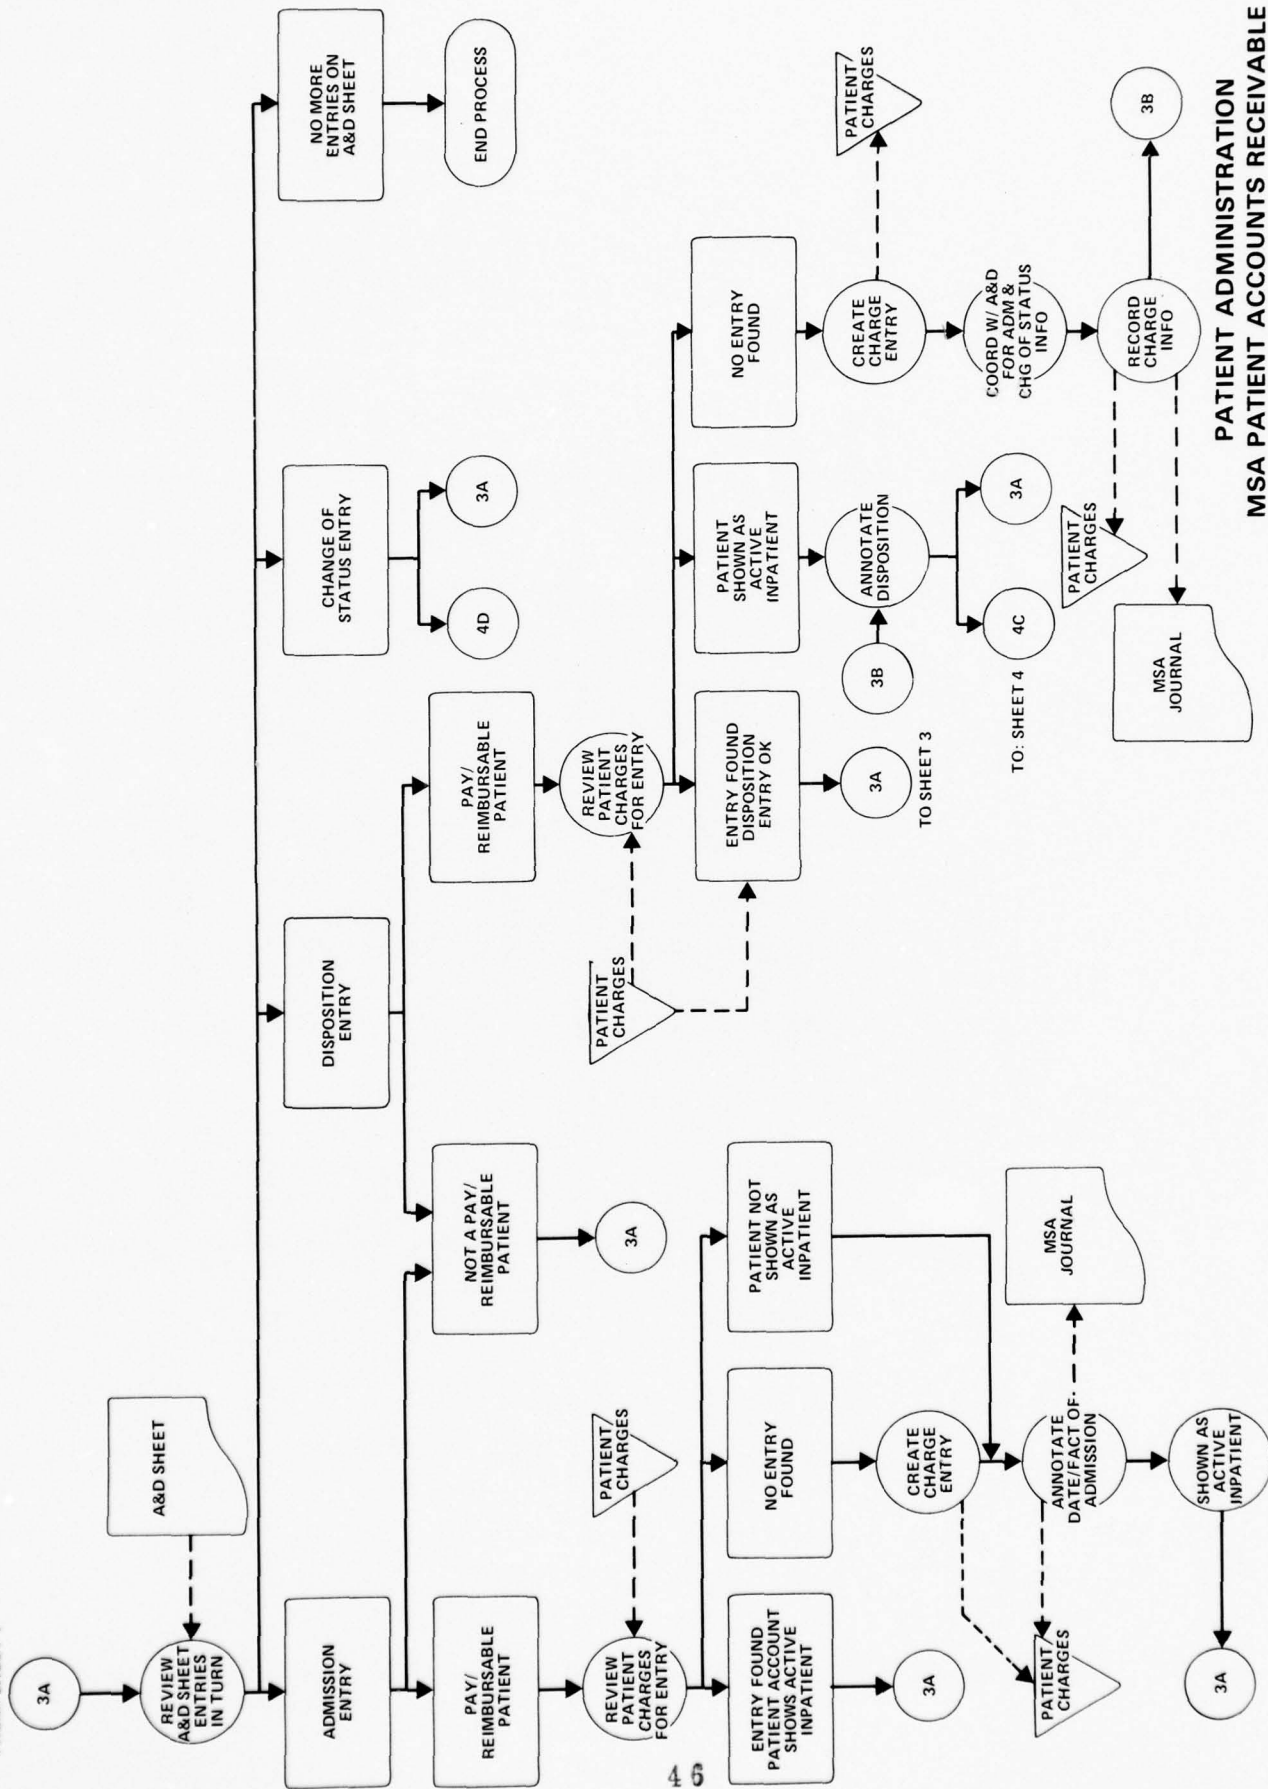 3A
REVIEW
A&D SHEET
ENTRIES
IN TURN
A&D SHEET
ADMISSION
ENTRY
DISPOSITION
ENTRY
CHANGE OF
STATUS ENTRY
NO MORE
ENTRIES ON
A&D SHEET
END PROCESS
4D
3A
PAY/
REIMBURSABLE
PATIENT
NOT A PAY/
REIMBURSABLE
PATIENT
3A
PAY/
REIMBURSABLE
PATIENT
REVIEW
PATIENT
CHARGES
FOR ENTRY
PATIENT
CHARGES
PATIENT
CHARGES
REVIEW
PATIENT
CHARGES
FOR ENTRY
ENTRY FOUND
PATIENT ACCOUNT
SHOWS ACTIVE
INPATIENT
NO ENTRY
FOUND
PATIENT NOT
SHOWN AS
ACTIVE
INPATIENT
ENTRY FOUND
DISPOSITION
ENTRY OK
PATIENT
SHOWN AS
ACTIVE
INPATIENT
NO ENTRY
FOUND
3A
CREATE
CHARGE
ENTRY
3A
TO SHEET 3
3B
ANNOTATE
DISPOSITION
CREATE
CHARGE
ENTRY
PATIENT/
CHARGES
PATIENT
CHARGES
ANNOTATE
DATE/FACT OF
ADMISSION
MSA
JOURNAL
4C
TO: SHEET 4
3A
COORD W/ A&D
FOR ADM &
CHG OF STATUS
INFO
3A
SHOWN AS
ACTIVE
INPATIENT
MSA
JOURNAL
PATIENT
CHARGES
RECORD
CHARGE
INFO
3B
PATIENT ADMINISTRATION
MSA PATIENT ACCOUNTS RECEIVABLE
46